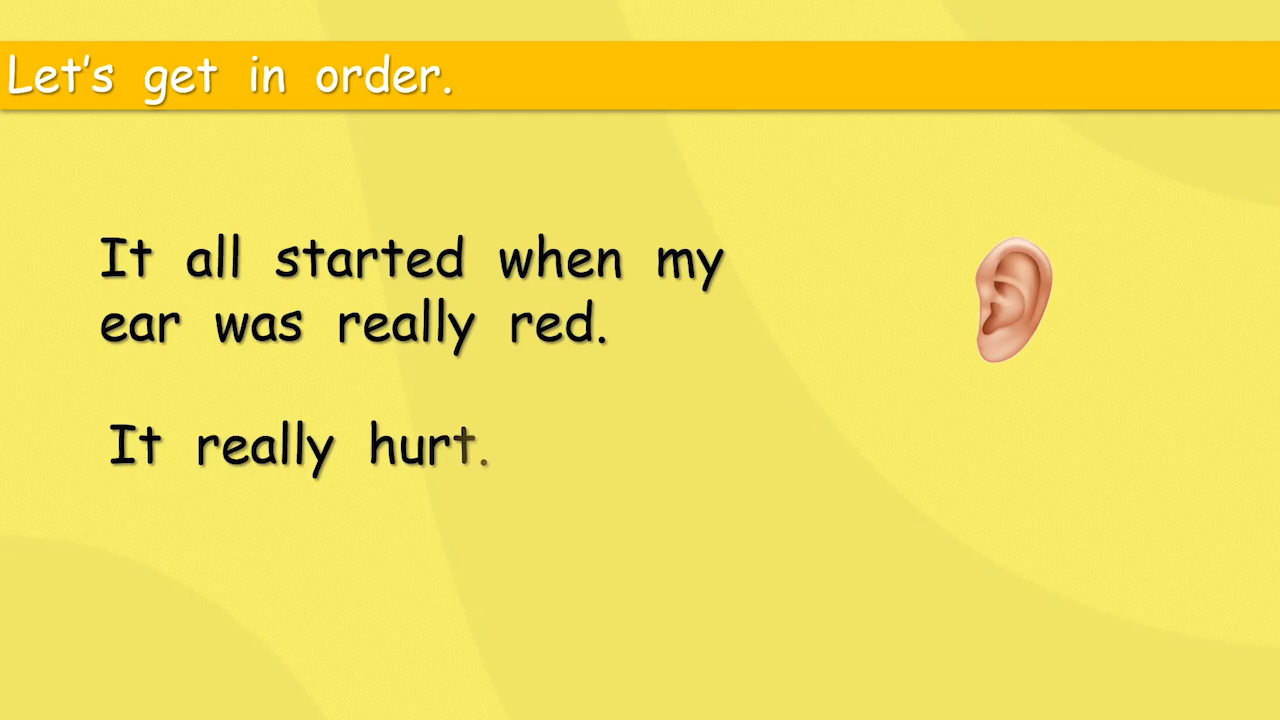 Let's get in order.
It all started when my
ear was really red.
It really hurt.